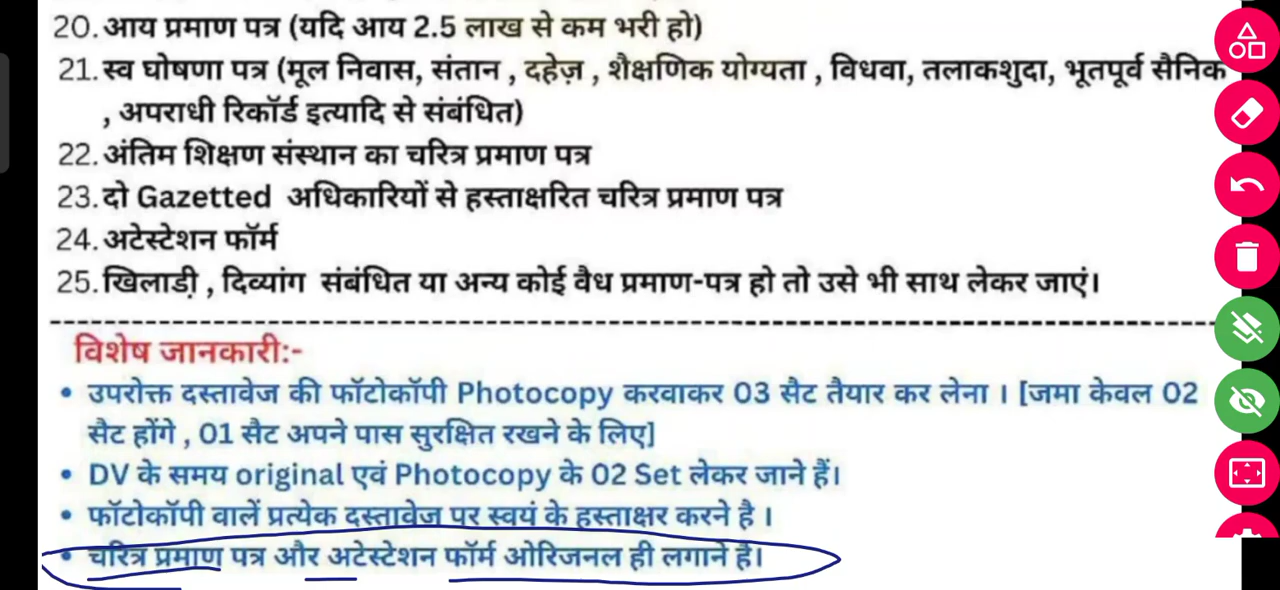 20. आय प्रमाण पत्र (यदि आय 2.5 लाख से कम भरी हो)
21. स्व घोषणा पत्र (मूल निवास, संतान , दहेज़ , शैक्षणिक योग्यता , विधवा, तलाकशुदा, भूतपूर्व सैनिक
, अपराधी रिकॉर्ड इत्यादि से संबंधित)
22. अंतिम शिक्षण संस्थान का चरित्र प्रमाण पत्र
23. दो Gazetted अधिकारियों से हस्ताक्षरित चरित्र प्रमाण पत्र
24. अटेस्टेशन फॉर्म
25. खिलाडी़ , दिव्यांग संबंधित या अन्य कोई वैध प्रमाण-पत्र हो तो उसे भी साथ लेकर जाएं।
विशेष जानकारी:-
• उपरोक्त दस्तावेज की फॉटोकॉपी Photocopy करवाकर 03 सैट तैयार कर लेना । [जमा केवल 02
सैट होंगे , 01 सैट अपने पास सुरक्षित रखने के लिए]
• DV के समय original एवं Photocopy के 02 Set लेकर जाने हैं।
• फॉटोकॉपी वालें प्रत्येक दस्तावेज पर स्वयं के हस्ताक्षर करने है ।
• चरित्र प्रमाण पत्र और अटेस्टेशन फॉर्म ओरिजनल ही लगाने है।